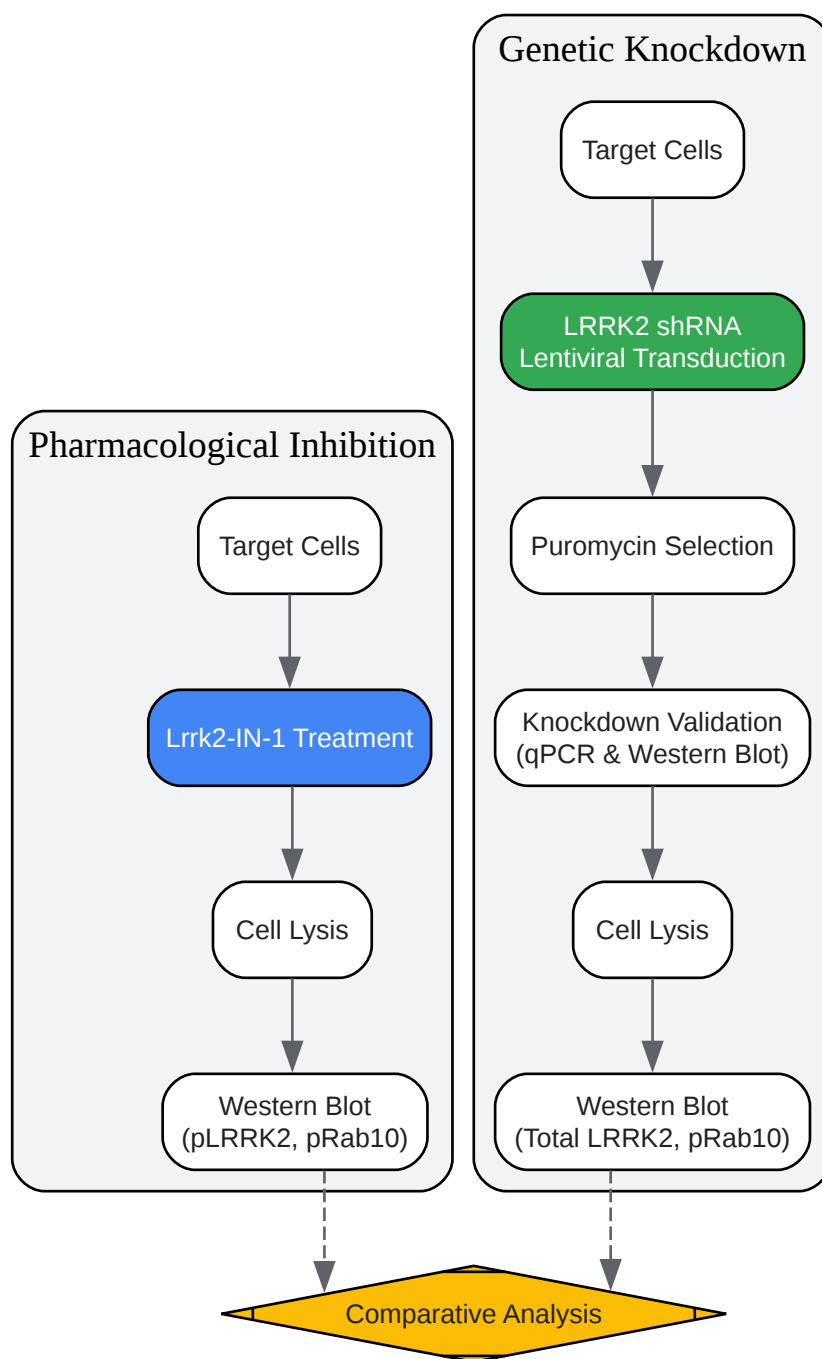 Genetic Knockdown
Target Cells
LRRK2 shRNA
Lentiviral Transduction
Puromycin Selection
Knockdown Validation
(qPCR & Western Blot)
Cell Lysis
Western Blot
(Total LRRK2, pRab10)
Pharmacological Inhibition
Target Cells
Lrrk2-IN-1 Treatment
Cell Lysis
Western Blot
(pLRRK2, pRab10)
Comparative Analysis